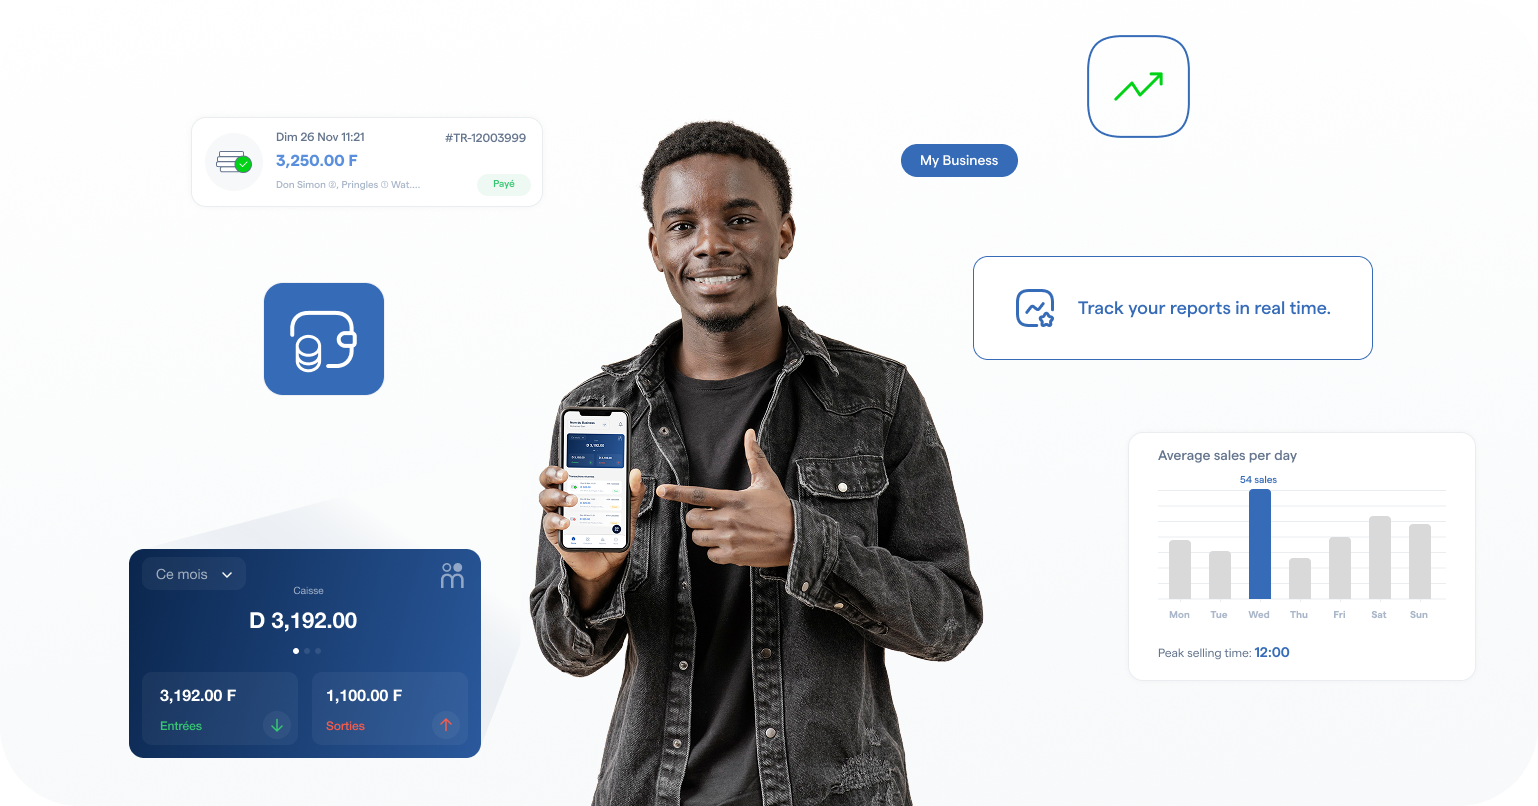 Dim 26 Nov 11:21
#TR-12003999
3,250.00 F
Don Simon ②, Pringles ① Wat....
Payé
My Business
Track your reports in real time.
D 3,192.00
Ce mois
Caisse
D 3,192.00
3,192.00 F
Entrées
1,100.00 F
Sorties
Average sales per day
54 sales
Mon Tue Wed Thu Fri Sat Sun
Peak selling time: 12:00